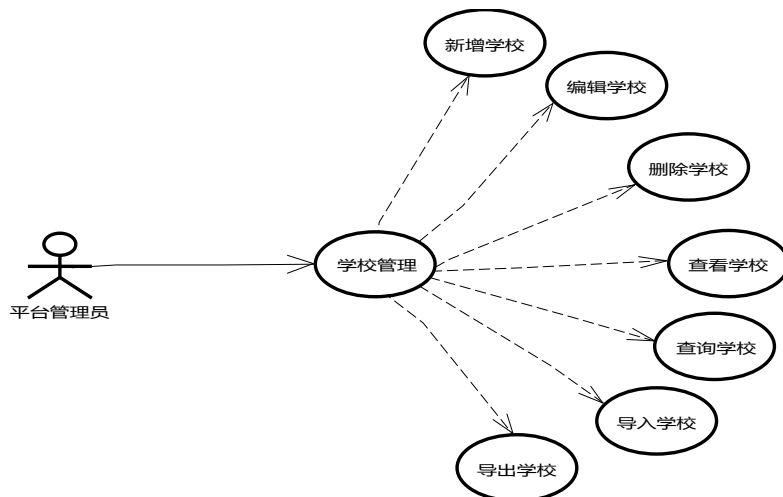 新增学校
编辑学校
删除学校
学校管理
查看学校
平台管理员
查询学校
导入学校
导出学校